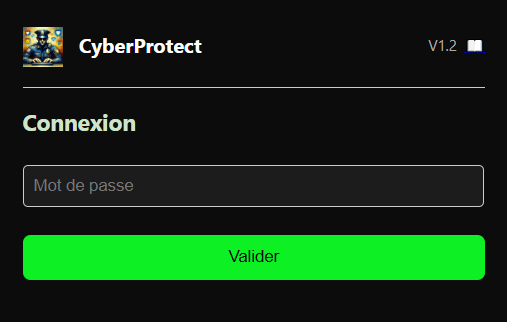 CyberProtect V1.2
Connexion
Mot de passe
Valider